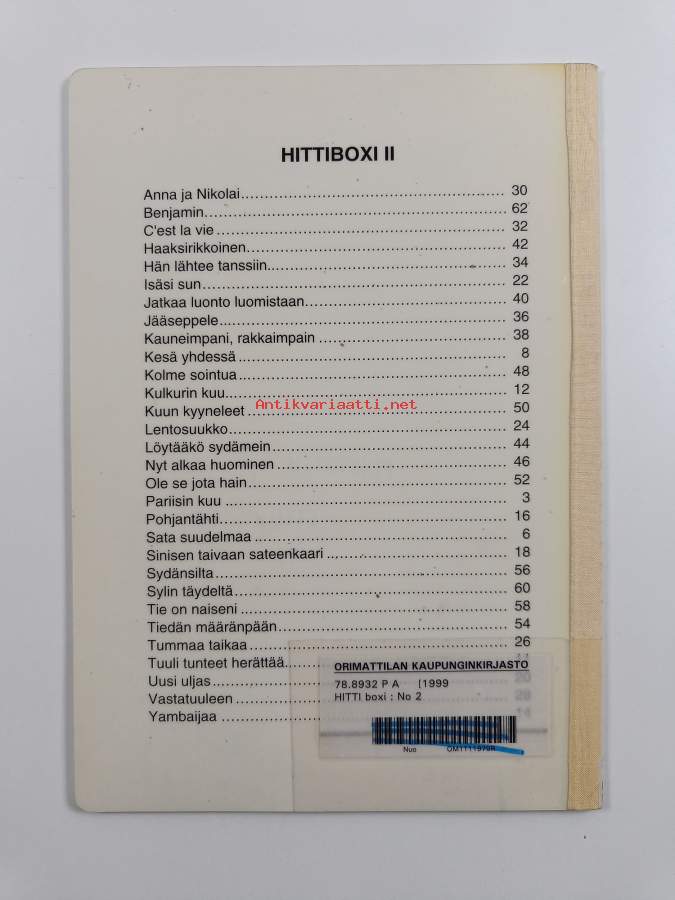 HITTIBOXI II
Anna ja Nikolai........ 30
Benjamin........ 62
C'est la vie ........ 32
Haaksirikkoinen........ 42
Hän lähtee tanssiin........ 34
Isäsi sun........ 22
Jatkaa luonto luomistaan........ 40
Jääseppele........ 36
Kauneimpani, rakkaimpain ........ 38
Kesä yhdessä ........ 8
Kolme sointua ........ 48
Kulkurin kuu........ 12
Antikvariaatti.net
Kuun kyyneleet ........ 50
Lentosuukko........ 24
Löytääkö sydämein........ 44
Nyt alkaa huominen ........ 46
Ole se jota hain........ 52
Pariisin kuu ........ 3
Pohjantähti........ 16
Sata suudelmaa ........ 6
Sinisen taivaan sateenkaari ........ 18
Sydänsilta........ 56
Sylin täydeltä........ 60
Tie on naiseni ........ 58
Tiedän määränpään........ 54
Tummaa taikaa ........ 26
Tuuli tunteet herättää........
Uusi uljas........ 20
Vastatuuleen ........
Yambaijaa ........ 14
ORIMATTILAN KAUPUNGINKIRJASTO
78.8932 P A [1999
HITTI boxi : No 2
Nuo